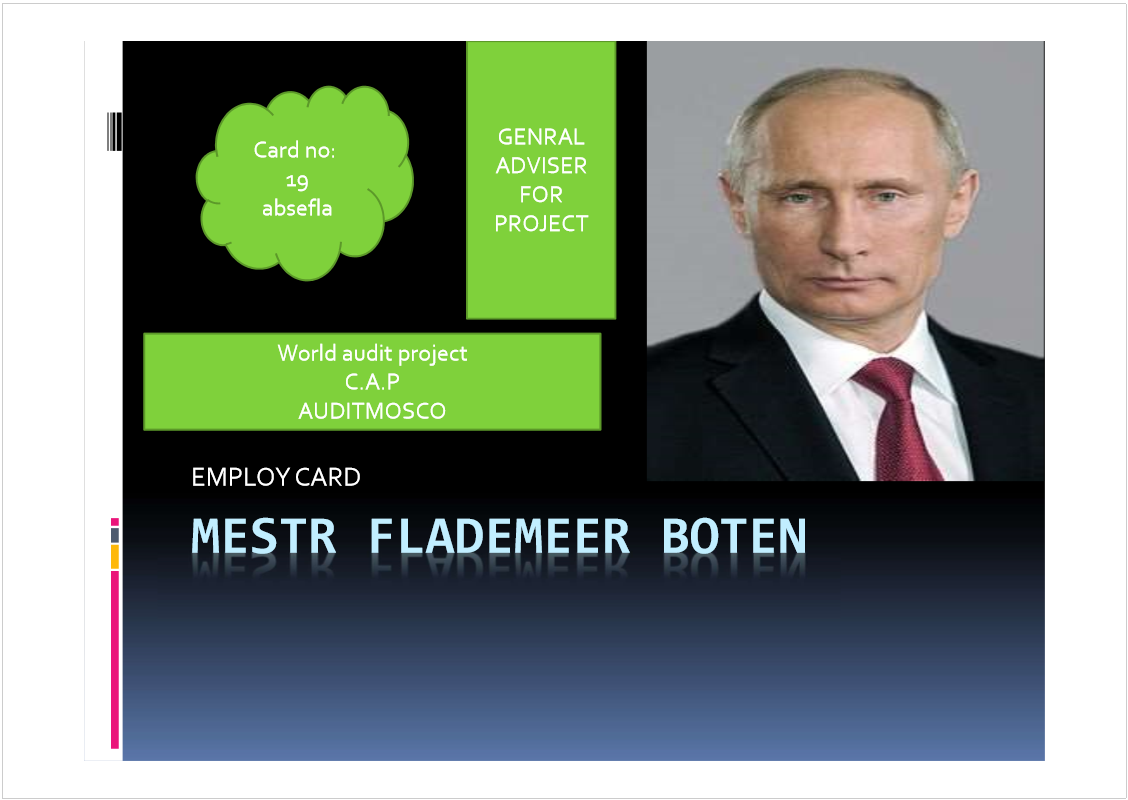 Card no:
19
absefla
GENRAL
ADVISER
FOR
PROJECT
World audit project
C.A.P
AUDITMOSCO
EMPLOY CARD
MESTR FLADEMEER BOTEN